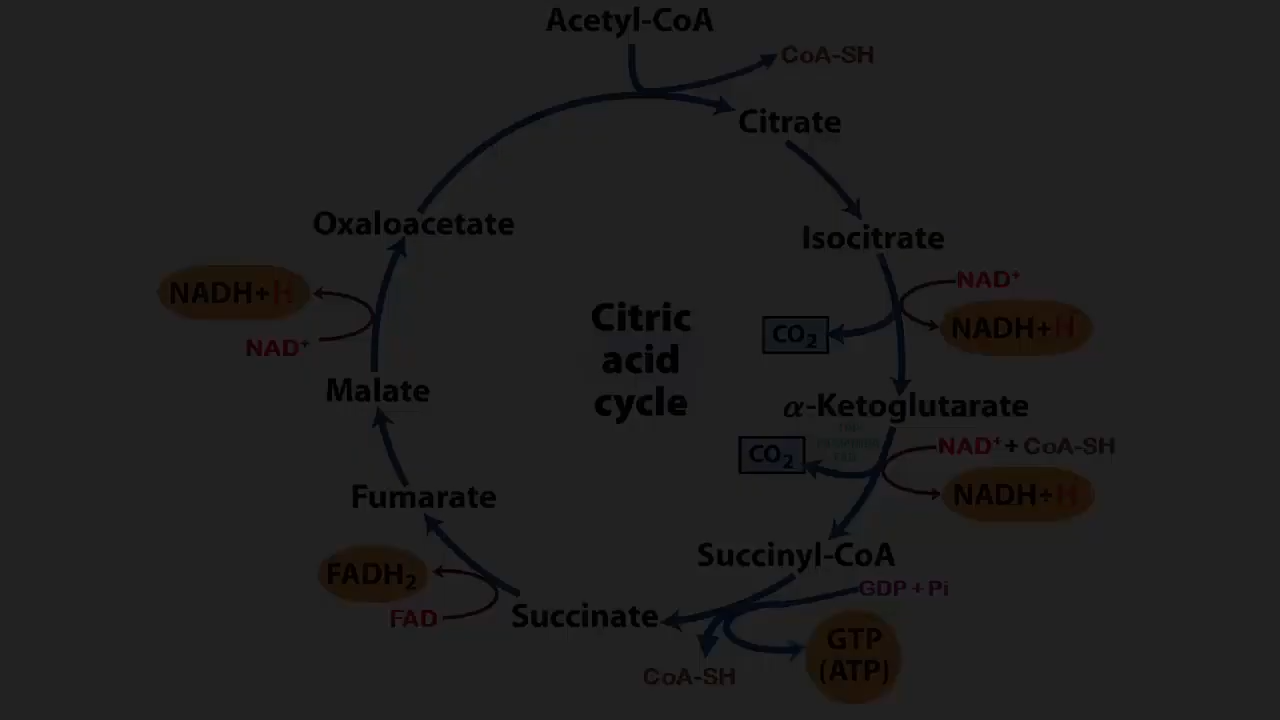 Acetyl-CoA
CoA-SH
Citrate
Oxaloacetate
Isocitrate
NAD⁺
NADH+H
NADH+H
NAD⁺
CO₂
Citric
acid
cycle
Malate
α-Ketoglutarate
CO₂
NAD⁺+ CoA-SH
NADH+H
Fumarate
Succinyl-CoA
FADH₂
FAD
GDP + Pi
Succinate
GTP
(ATP)
CoA-SH